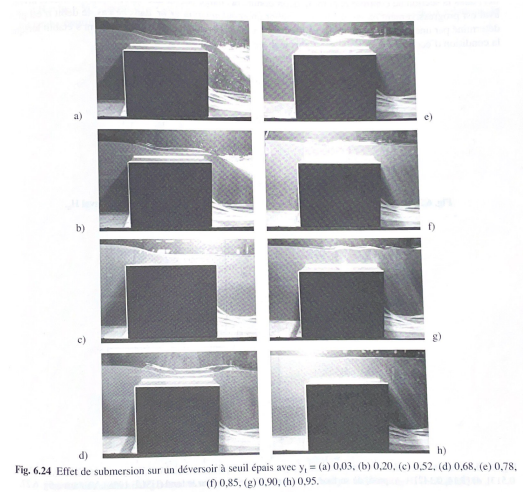 a)
e)
b)
f)
c)
g)
d)
h)
Fig. 6.24 Effet de submersion sur un déversoir à seuil épais avec yₜ = (a) 0,03, (b) 0,20, (c) 0,52, (d) 0,68, (e) 0,78,
(f) 0,85, (g) 0,90, (h) 0,95.